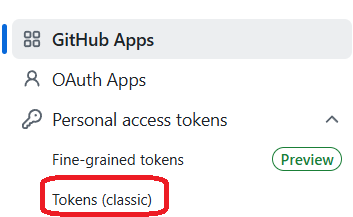 GitHub Apps
OAuth Apps
Personal access tokens
Fine-grained tokens Preview
Tokens (classic)